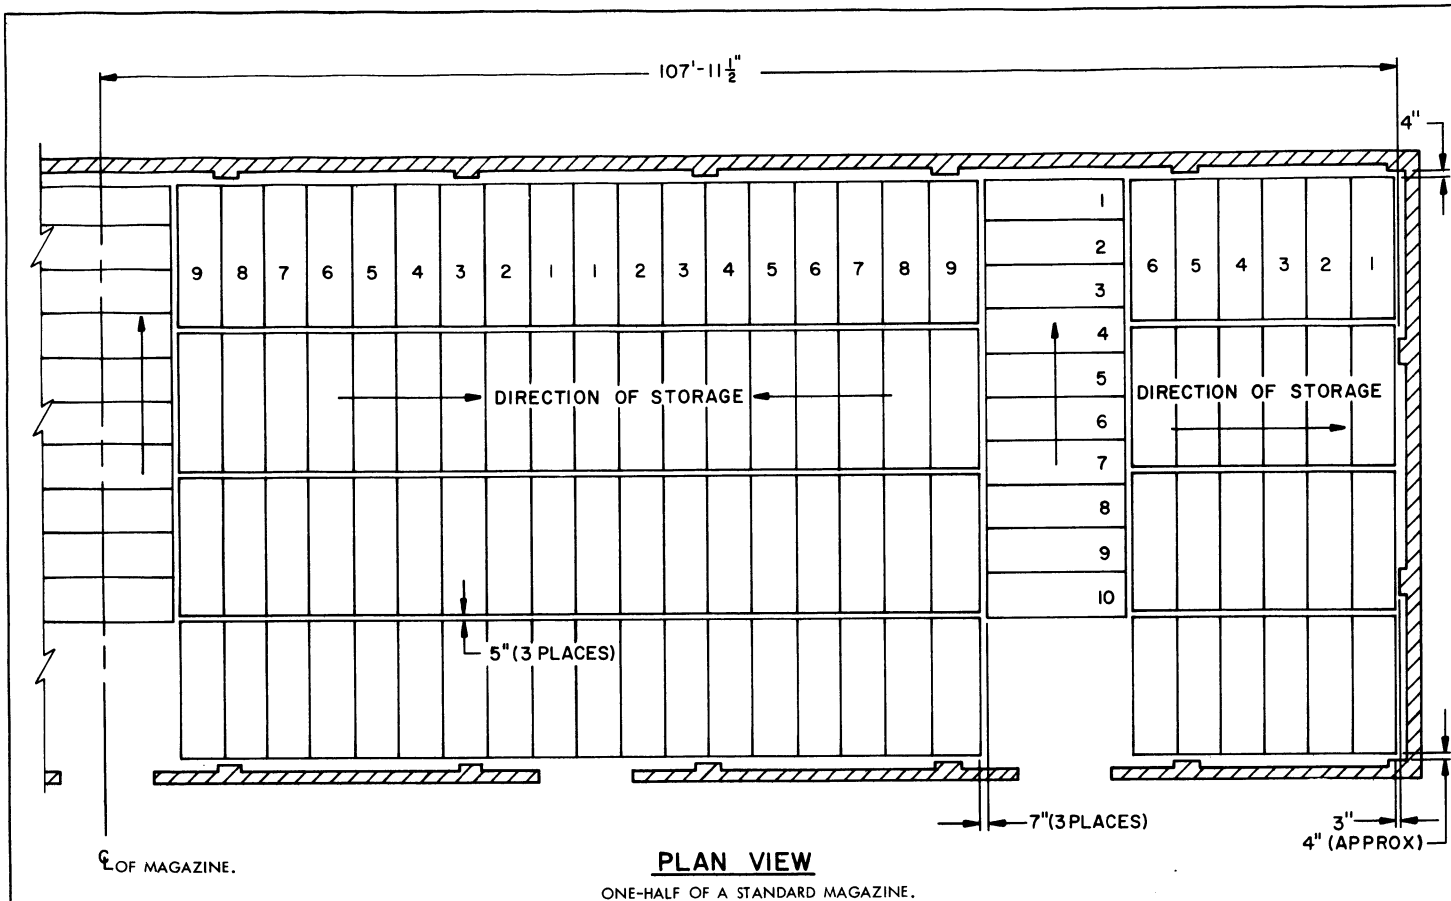 107'-11 1/2"
4"
9 8 7 6 5 4 3 2 1 1 2 3 4 5 6 7 8 9
1
2
3
4
5
6
7
8
9
10
6 5 4 3 2 1
DIRECTION OF STORAGE
DIRECTION OF STORAGE
5" (3 PLACES)
7" (3 PLACES)
3"
4" (APPROX)
℄ OF MAGAZINE.
PLAN VIEW
ONE-HALF OF A STANDARD MAGAZINE.